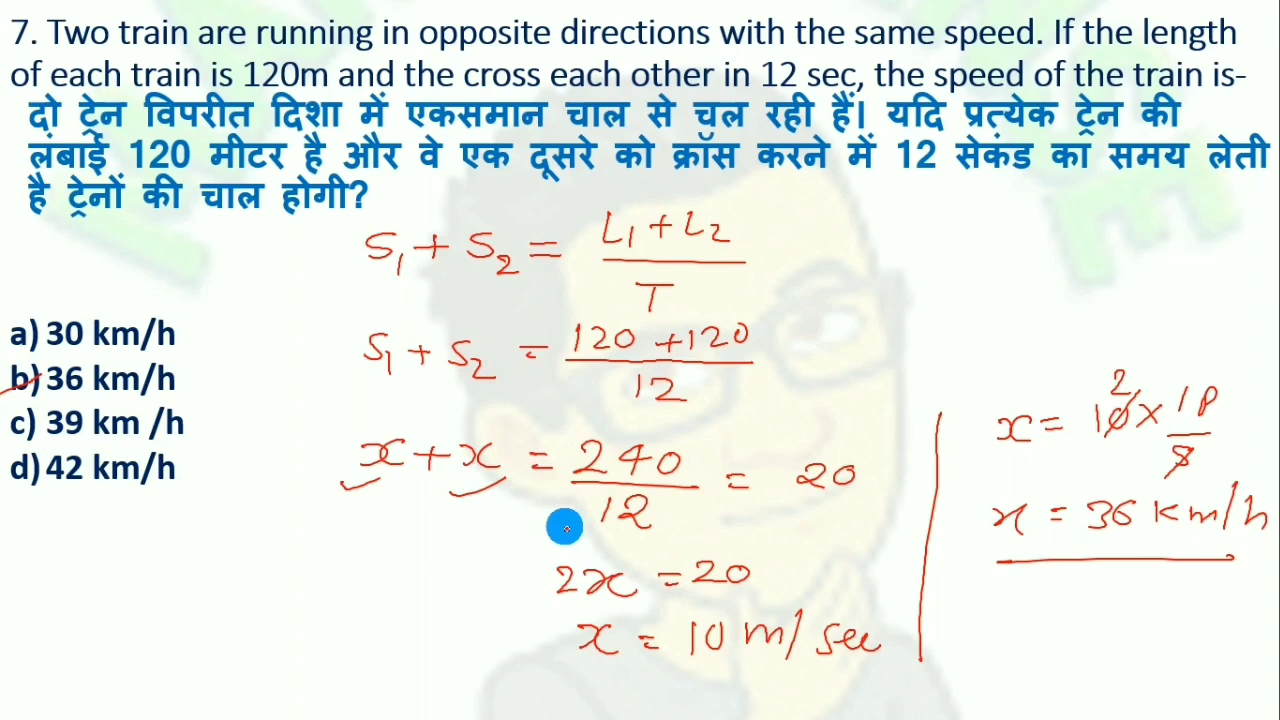 7. Two train are running in opposite directions with the same speed. If the length
of each train is 120m and the cross each other in 12 sec, the speed of the train is-
दो ट्रेन विपरीत दिशा में एकसमान चाल से चल रही हैं। यदि प्रत्येक ट्रेन की
लंबाई 120 मीटर है और वे एक दूसरे को क्रॉस करने में 12 सेकंड का समय लेती
है ट्रेनों की चाल होगी?
S₁ + S₂ = L₁ + L₂
T
a) 30 km/h
b) 36 km/h
c) 39 km /h
d) 42 km/h
S₁ + S₂ = 120 + 120
12
x + x = 240 = 20
12
2x = 20
x = 10 m/sec
x = 10 x 18
2
5
x = 36 km/h